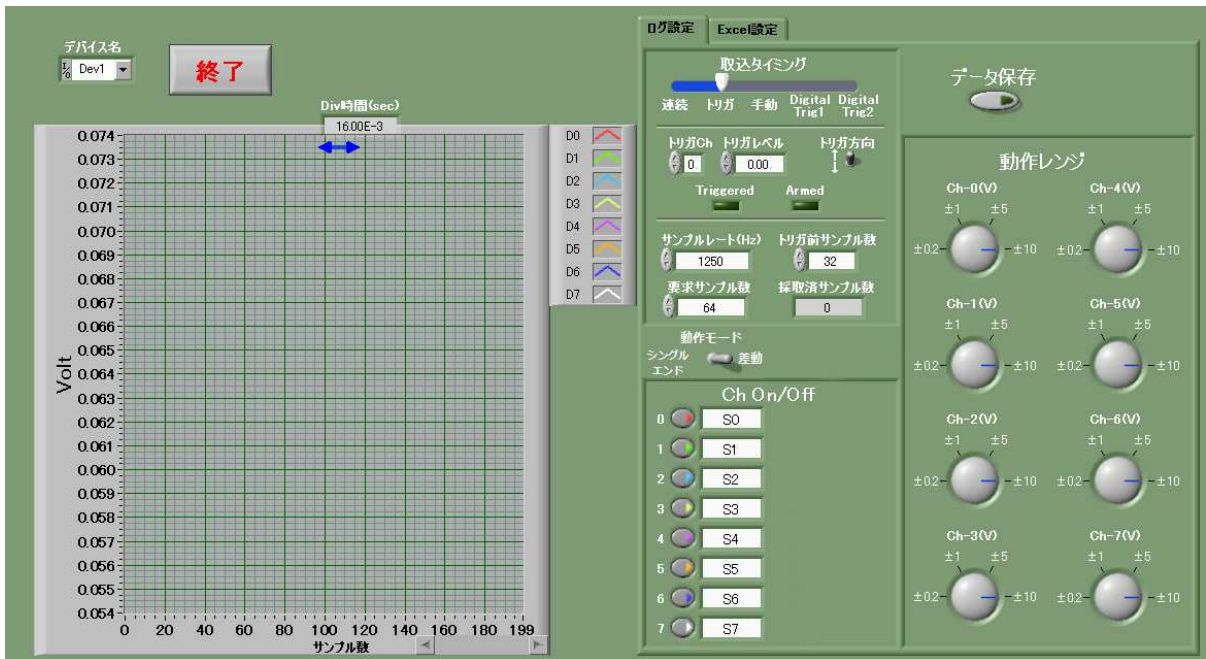 デバイス名
Dev1
終了
Div時間(sec)
16.00E-3
Volt
0.074
0.073
0.072
0.071
0.070
0.069
0.068
0.067
0.066
0.065
0.064
0.063
0.062
0.061
0.060
0.059
0.058
0.057
0.056
0.055
0.054
0 20 40 60 80 100 120 140 160 180 199
サンプル数
D0
D1
D2
D3
D4
D5
D6
D7
ログ設定 Excel設定
取込タイミング
連続 トリガ 手動 Digital Trig1 Digital Trig2
トリガCh トリガレベル トリガ方向
0 0.00
Triggered Armed
サンプルレート(Hz) トリガ前サンプル数
1250 32
要求サンプル数 採取済サンプル数
64 0
動作モード
シングルエンド 差動
Ch On/Off
0 S0
1 S1
2 S2
3 S3
4 S4
5 S5
6 S6
7 S7
データ保存
動作レンジ
Ch-0(V) Ch-4(V)
±1 ±5 ±1 ±5
±0.2 ±10 ±0.2 ±10
Ch-1(V) Ch-5(V)
±1 ±5 ±1 ±5
±0.2 ±10 ±0.2 ±10
Ch-2(V) Ch-6(V)
±1 ±5 ±1 ±5
±0.2 ±10 ±0.2 ±10
Ch-3(V) Ch-7(V)
±1 ±5 ±1 ±5
±0.2 ±10 ±0.2 ±10